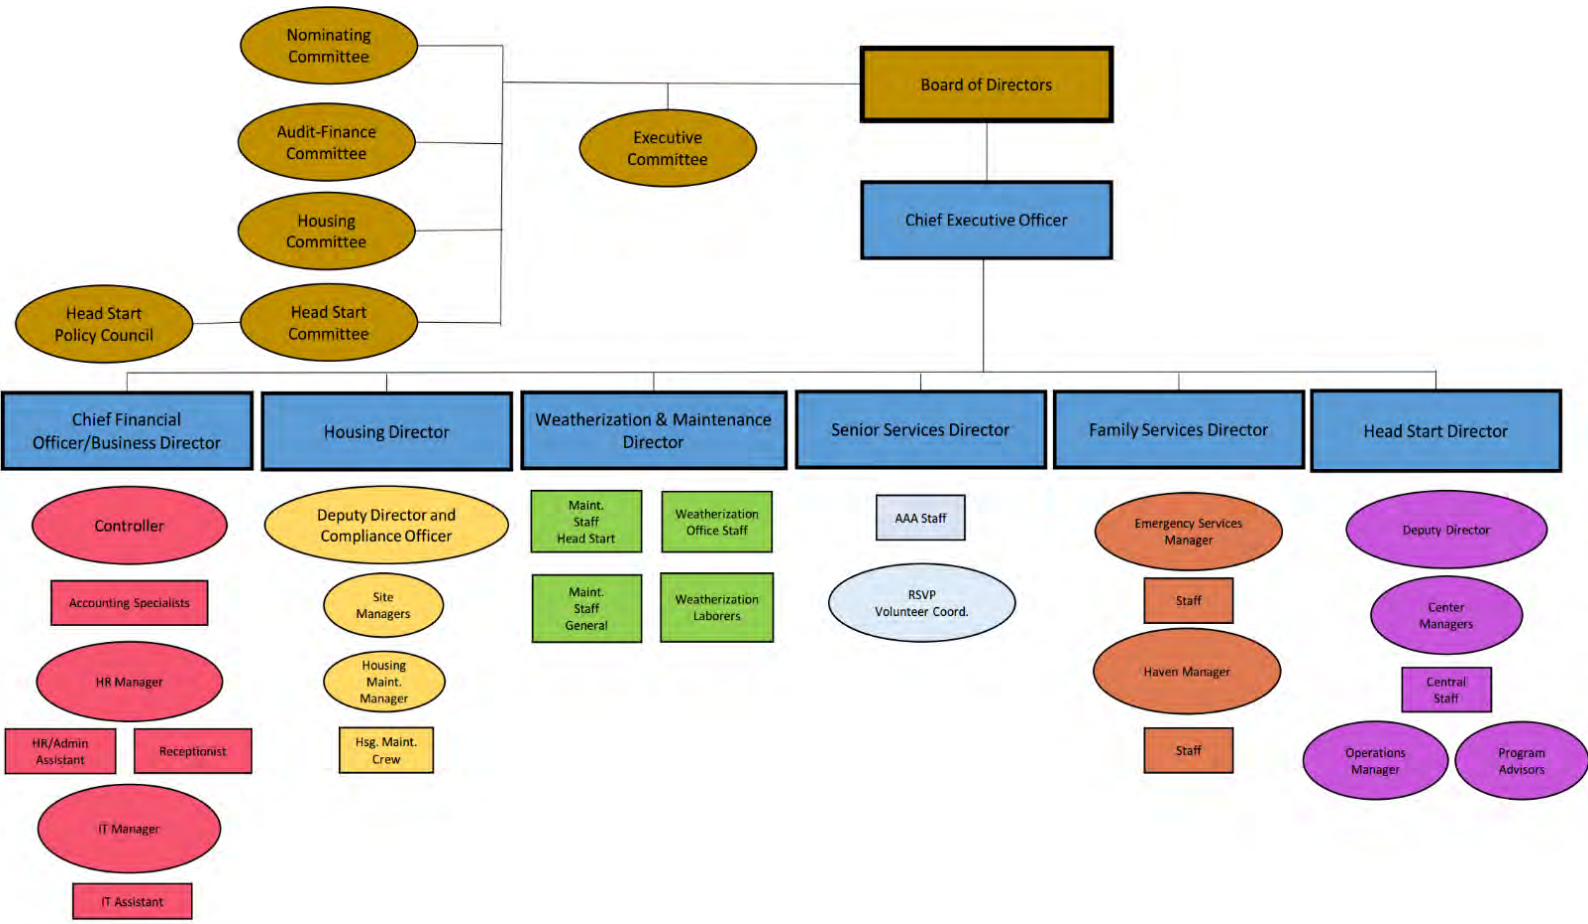 Nominating
Committee
Board of Directors
Audit-Finance
Committee
Executive
Committee
Housing
Committee
Chief Executive Officer
Head Start
Policy Council
Head Start
Committee
Chief Financial
Officer/Business Director
Housing Director
Weatherization & Maintenance
Director
Senior Services Director
Family Services Director
Head Start Director
Controller
Accounting Specialists
HR Manager
HR/Admin
Assistant
Receptionist
IT Manager
IT Assistant
Deputy Director and
Compliance Officer
Site
Managers
Housing
Maint.
Manager
Hsg. Maint.
Crew
Maint.
Staff
Head Start
Weatherization
Office Staff
Maint.
Staff
General
Weatherization
Laborers
AAA Staff
RSVP
Volunteer Coord.
Emergency Services
Manager
Staff
Haven Manager
Staff
Deputy Director
Center
Managers
Central
Staff
Operations
Manager
Program
Advisors